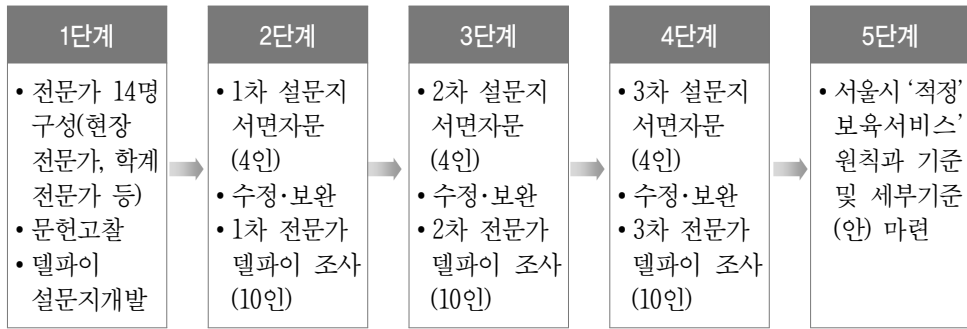 1단계
• 전문가 14명
구성(현장
전문가, 학계
전문가 등)
• 문헌고찰
• 델파이
설문지개발
2단계
• 1차 설문지
서면자문
(4인)
• 수정·보완
• 1차 전문가
델파이 조사
(10인)
3단계
• 2차 설문지
서면자문
(4인)
• 수정·보완
• 2차 전문가
델파이 조사
(10인)
4단계
• 3차 설문지
서면자문
(4인)
• 수정·보완
• 3차 전문가
델파이 조사
(10인)
5단계
• 서울시 ‘적정’
보육서비스’
원칙과 기준
및 세부기준
(안) 마련